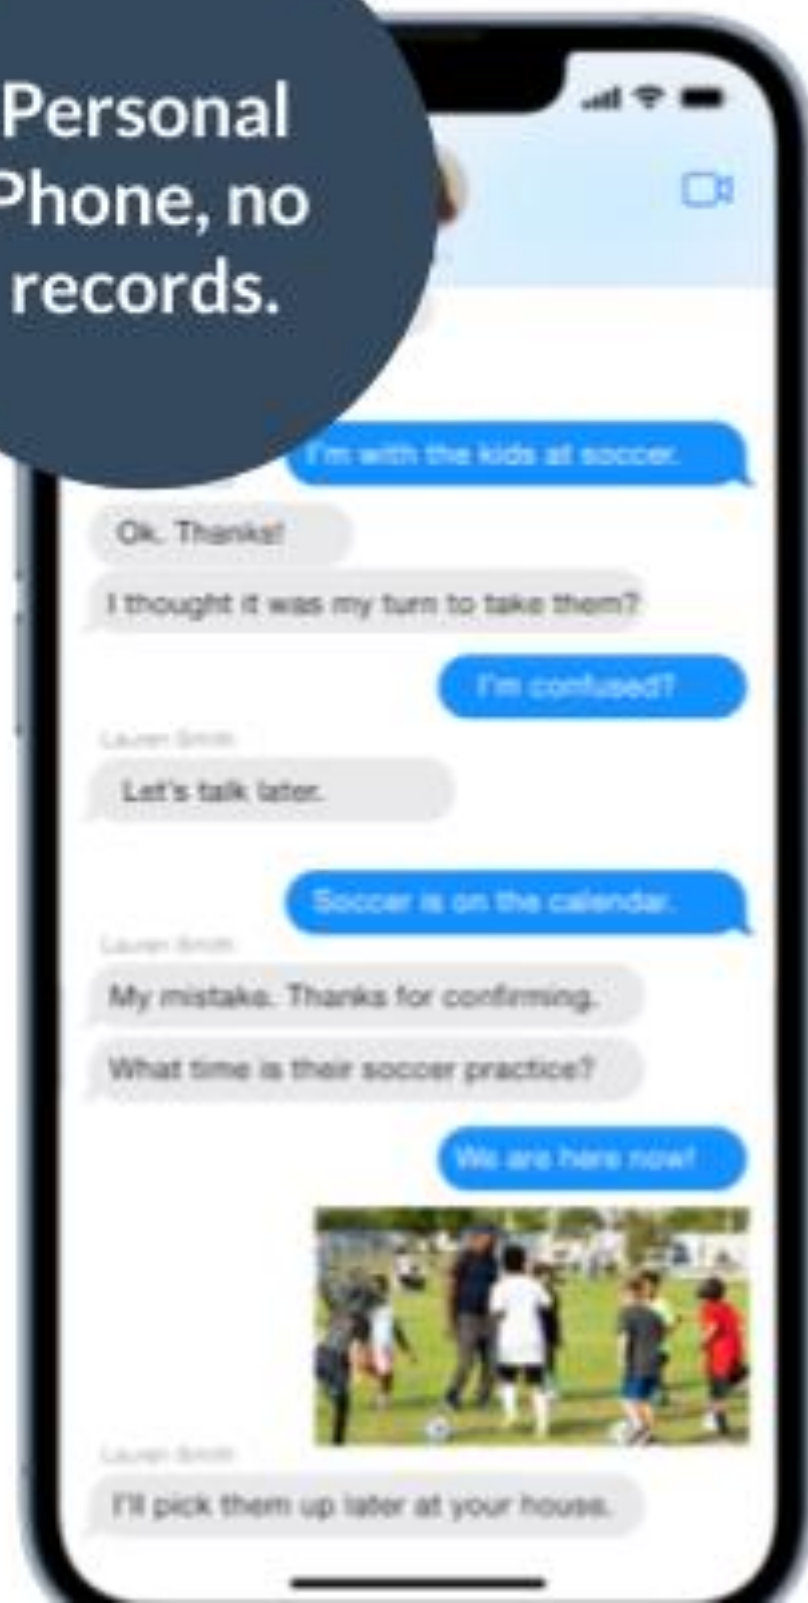 Personal
Phone, no
records.
I'm with the kids at soccer.
Ok. Thanks!
I thought it was my turn to take them?
I'm confused?
Lauren Smith
Let's talk later.
Soccer is on the calendar.
Lauren Smith
My mistake. Thanks for confirming.
What time is their soccer practice?
We are here now!
Lauren Smith
I'll pick them up later at your house.